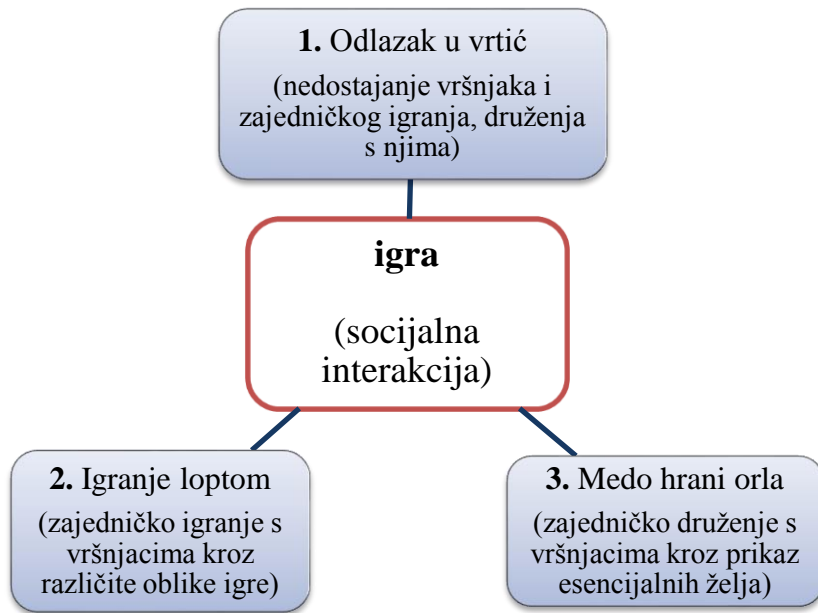 1. Odlazak u vrtić
(nedostajanje vršnjaka i
zajedničkog igranja, druženja
s njima)
igra
(socijalna
interakcija)
2. Igranje loptom
(zajedničko igranje s
vršnjacima kroz
različite oblike igre)
3. Medo hrani orla
(zajedničko druženje s
vršnjacima kroz prikaz
esencijalnih želja)